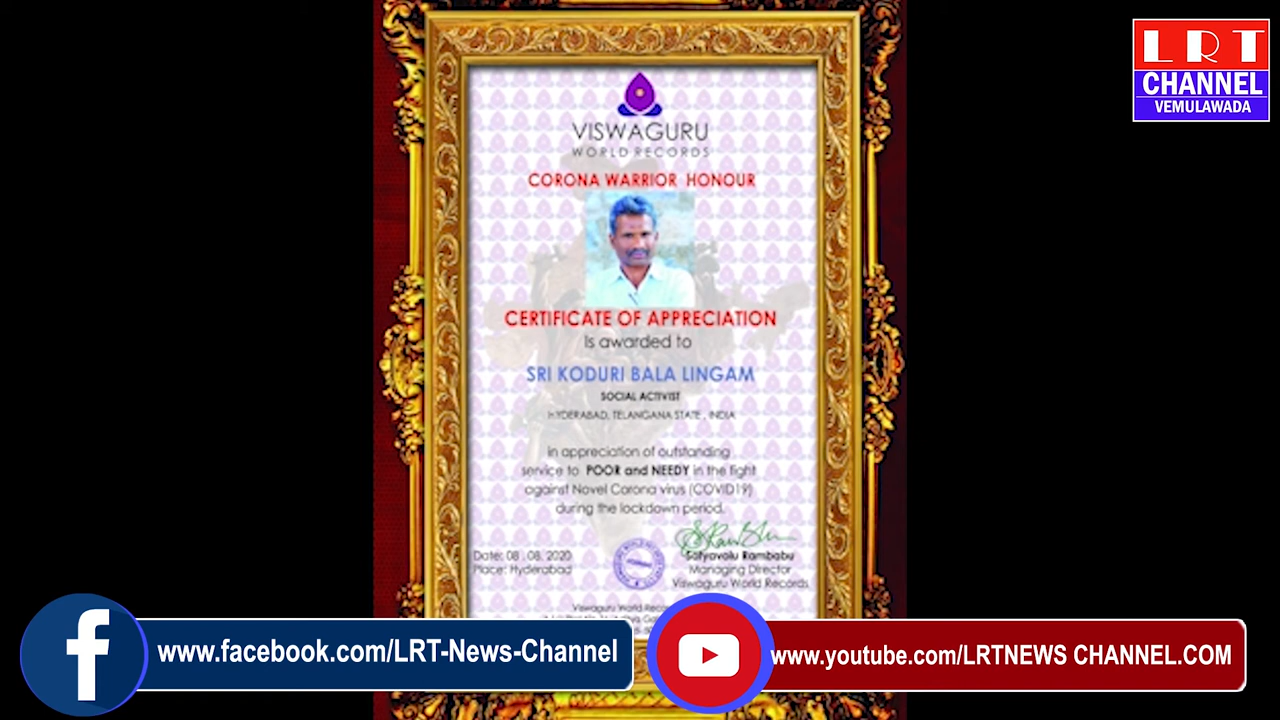 LRT
CHANNEL
VEMULAWADA
VISWAGURU
WORLD RECORDS
CORONA WARRIOR HONOUR
CERTIFICATE OF APPRECIATION
Is awarded to
SRI KODURI BALA LINGAM
SOCIAL ACTIVIST
HYDERABAD, TELANGANA STATE , INDIA
in appreciation of outstanding
service to POOR and NEEDY in the fight
against Novel Corona virus (COVID19)
during the lockdown period.
Date: 08 . 08. 2020
Place: Hyderabad
Satyavolu Rambabu
Managing Director
Viswaguru World Records
Viswaguru World
www.facebook.com/LRT-News-Channel
www.youtube.com/LRTNEWS CHANNEL.COM